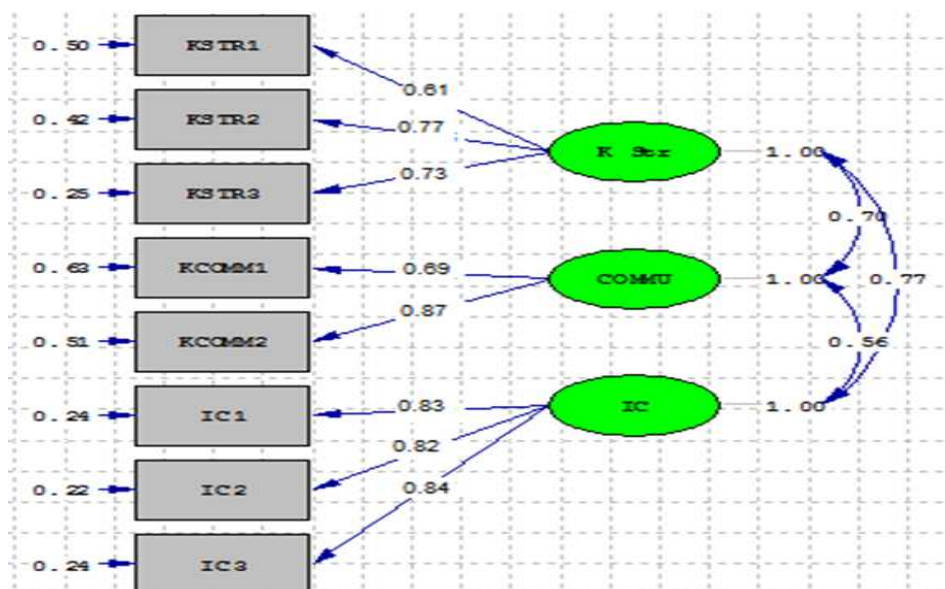 0.50 KSTR1
0.61
0.42 KSTR2
0.77
K Str 1.00
0.25 KSTR3
0.73
0.70
0.63 KCOMM1
0.69
COMMU 1.00 0.77
0.87
0.51 KCOMM2
0.56
0.24 IC1
0.83
IC 1.00
0.82
0.22 IC2
0.84
0.24 IC3